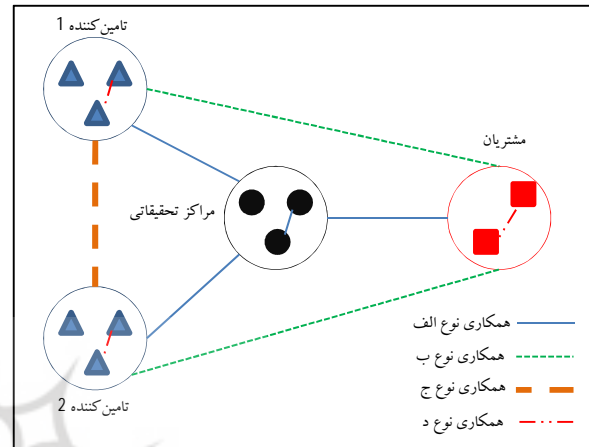 تامین‌کننده 1
مشتریان
مراکز تحقیقاتی
همکاری نوع الف
همکاری نوع ب
همکاری نوع ج
تامین‌کننده 2
همکاری نوع د